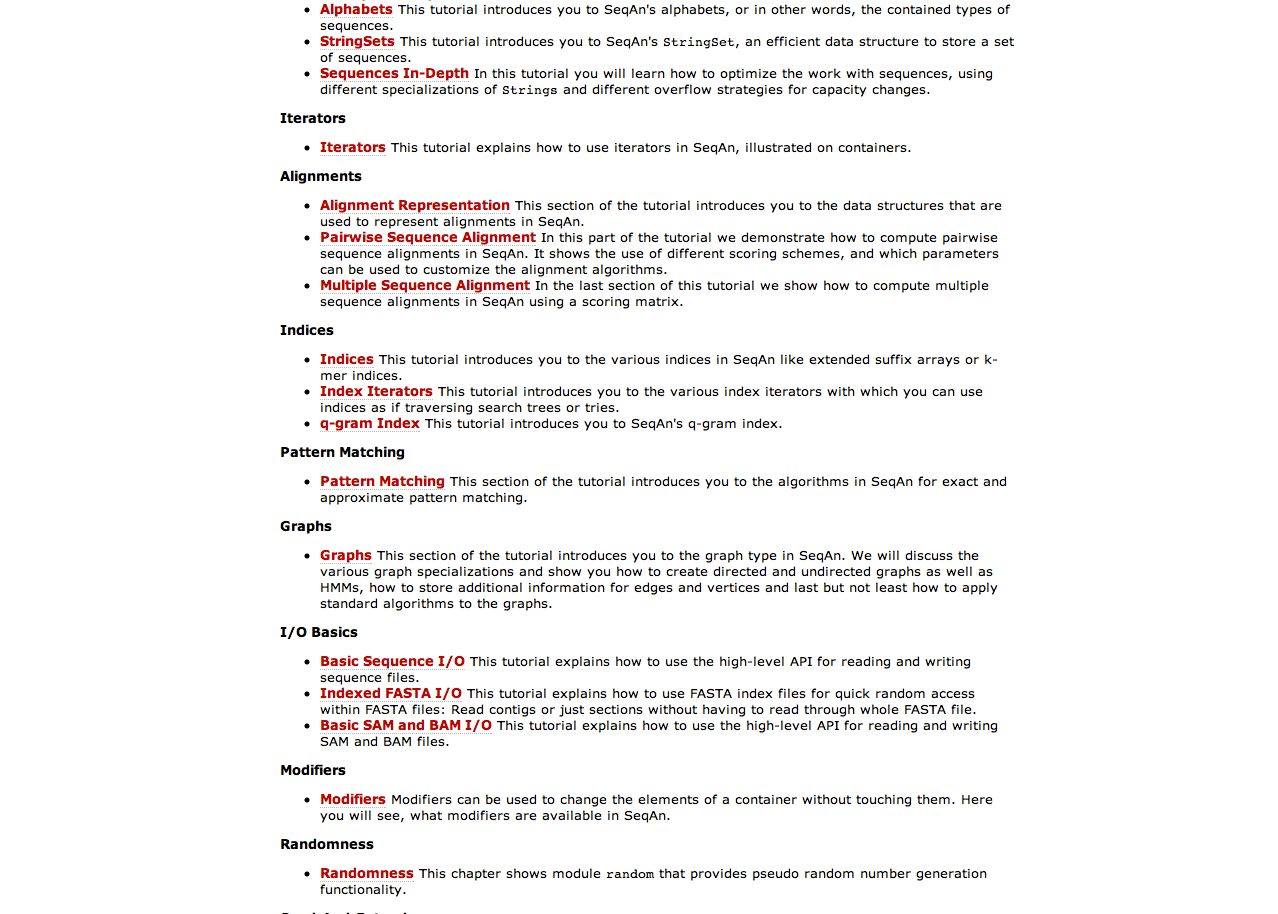 Alphabets This tutorial introduces you to SeqAn's alphabets, or in other words, the contained types of
sequences.
StringSets This tutorial introduces you to SeqAn's StringSet, an efficient data structure to store a set
of sequences.
Sequences In-Depth In this tutorial you will learn how to optimize the work with sequences, using
different specializations of Strings and different overflow strategies for capacity changes.
Iterators
Iterators This tutorial explains how to use iterators in SeqAn, illustrated on containers.
Alignments
Alignment Representation This section of the tutorial introduces you to the data structures that are
used to represent alignments in SeqAn.
Pairwise Sequence Alignment In this part of the tutorial we demonstrate how to compute pairwise
sequence alignments in SeqAn. It shows the use of different scoring schemes, and which parameters
can be used to customize the alignment algorithms.
Multiple Sequence Alignment In the last section of this tutorial we show how to compute multiple
sequence alignments in SeqAn using a scoring matrix.
Indices
Indices This tutorial introduces you to the various indices in SeqAn like extended suffix arrays or k-
mer indices.
Index Iterators This tutorial introduces you to the various index iterators with which you can use
indices as if traversing search trees or tries.
q-gram Index This tutorial introduces you to SeqAn's q-gram index.
Pattern Matching
Pattern Matching This section of the tutorial introduces you to the algorithms in SeqAn for exact and
approximate pattern matching.
Graphs
Graphs This section of the tutorial introduces you to the graph type in SeqAn. We will discuss the
various graph specializations and show you how to create directed and undirected graphs as well as
HMMs, how to store additional information for edges and vertices and last but not least how to apply
standard algorithms to the graphs.
I/O Basics
Basic Sequence I/O This tutorial explains how to use the high-level API for reading and writing
sequence files.
Indexed FASTA I/O This tutorial explains how to use FASTA index files for quick random access
within FASTA files: Read contigs or just sections without having to read through whole FASTA file.
Basic SAM and BAM I/O This tutorial explains how to use the high-level API for reading and writing
SAM and BAM files.
Modifiers
Modifiers Modifiers can be used to change the elements of a container without touching them. Here
you will see, what modifiers are available in SeqAn.
Randomness
Randomness This chapter shows module random that provides pseudo random number generation
functionality.